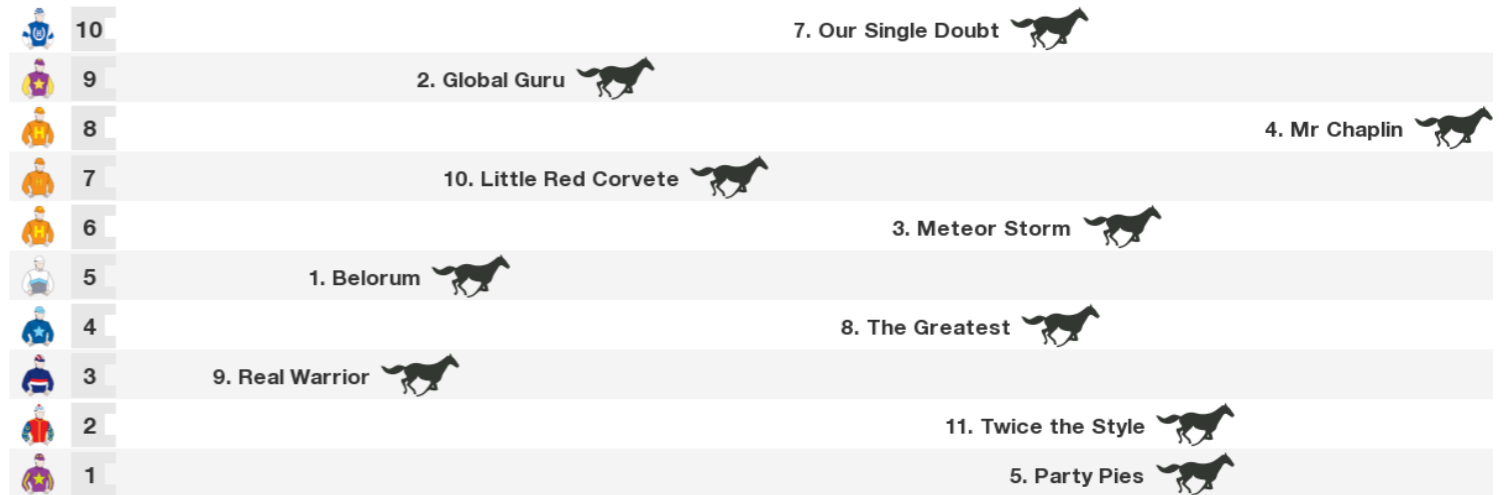 10 7. Our Single Doubt
9 2. Global Guru
H 8 4. Mr Chaplin
H 7 10. Little Red Corvete
H 6 3. Meteor Storm
5 1. Belorum
4 8. The Greatest
3 9. Real Warrior
2 11. Twice the Style
1 5. Party Pies